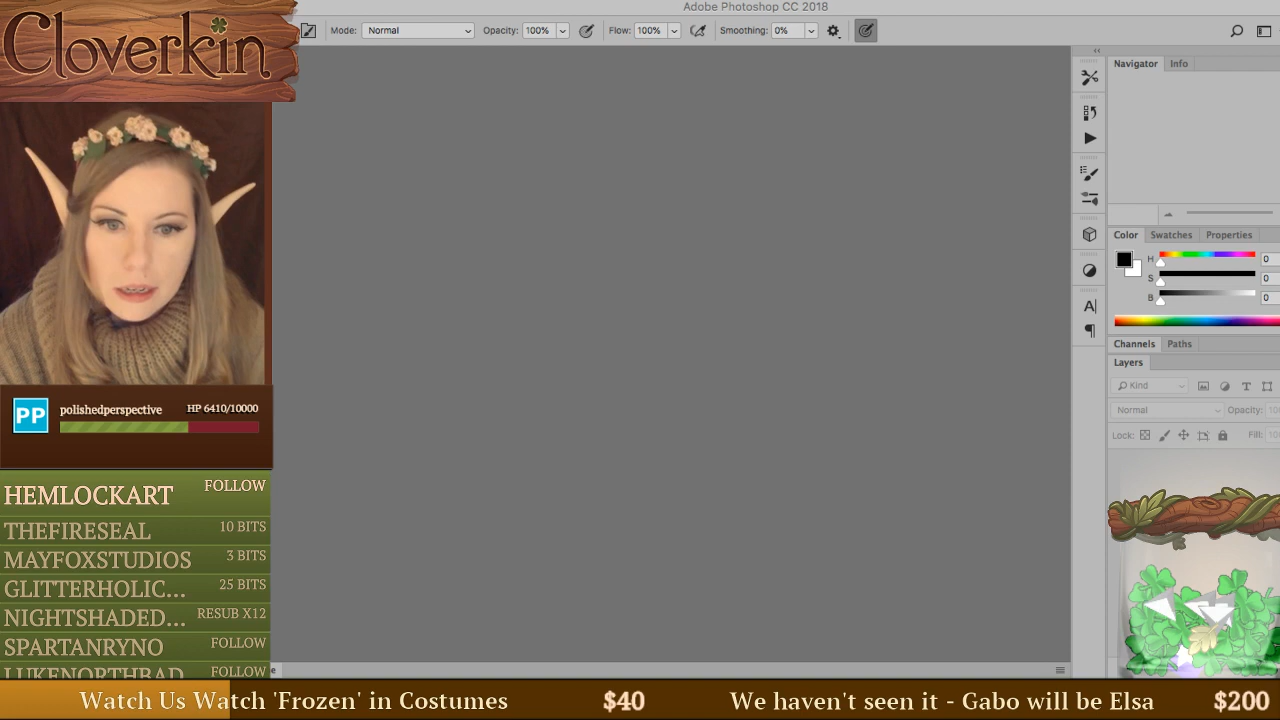 Adobe Photoshop CC 2018
Cloverkin
Mode: Normal Opacity: 100% Flow: 100% Smoothing: 0%
Navigator Info
Color Swatches Properties
H 0
S 0
B 0
Channels Paths
Layers
Kind
Normal Opacity:
Lock: Fill:
PP polishedperspective HP 6410/10000
HEMLOCKART FOLLOW
THEFIRESEAL 10 BITS
MAYFOXSTUDIOS 3 BITS
GLITTERHOLIC... 25 BITS
NIGHTSHADED... RESUB X12
SPARTANRYNO FOLLOW
LUKENORTHBAD FOLLOW
Watch Us Watch 'Frozen' in Costumes $40 We haven't seen it - Gabo will be Elsa $200